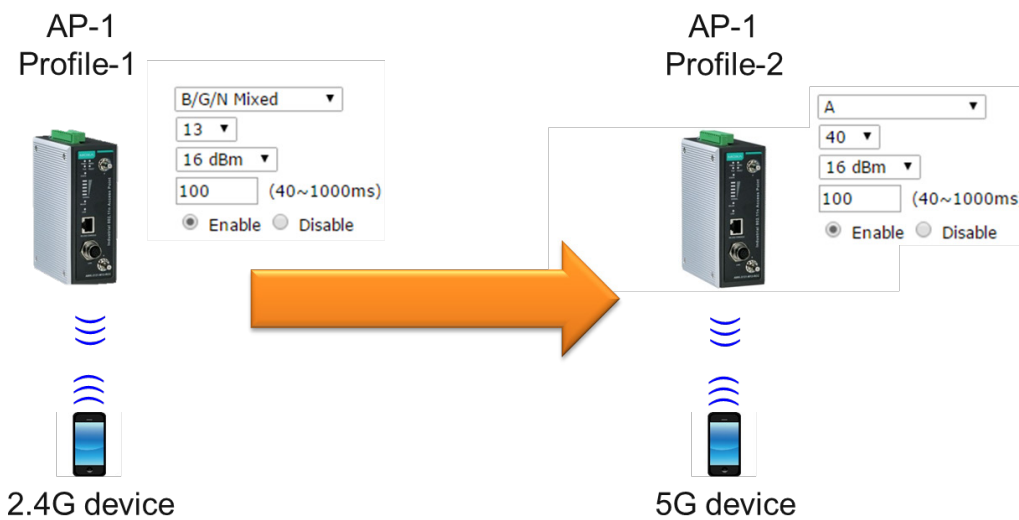 AP-1
Profile-1
B/G/N Mixed
13
16 dBm
100 (40~1000ms)
Enable Disable
2.4G device
AP-1
Profile-2
A
40
16 dBm
100 (40~1000ms
Enable Disable
5G device